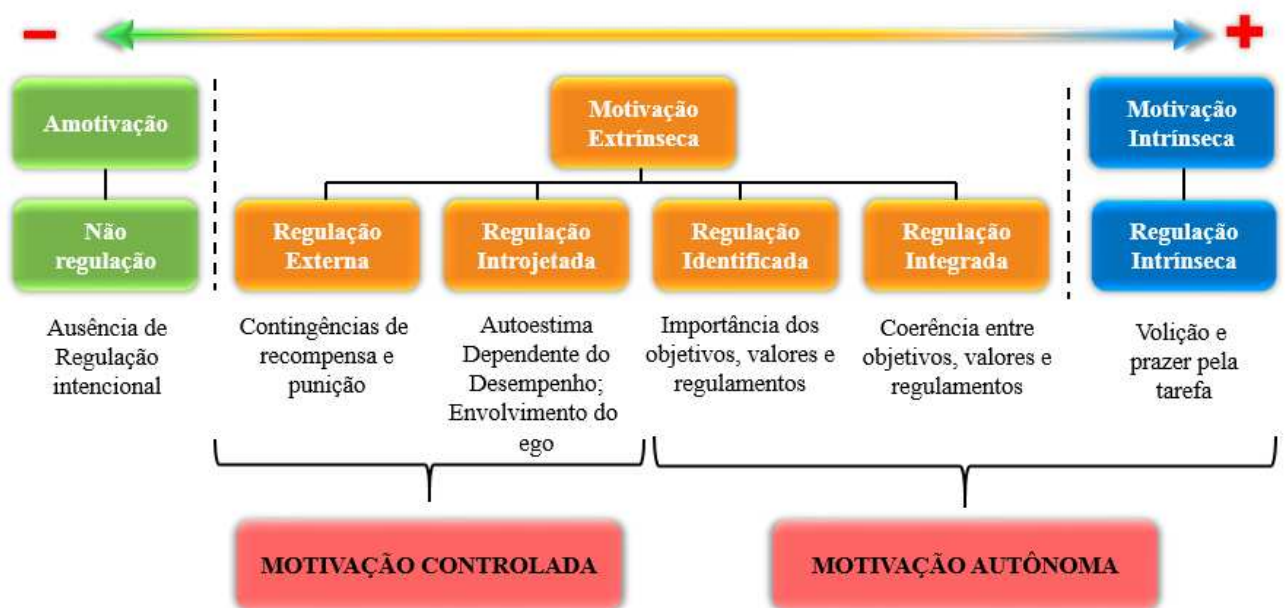 Amotivação
Motivação
Extrínseca
Motivação
Intrínseca
Não
regulação
Regulação
Externa
Regulação
Introjetada
Regulação
Identificada
Regulação
Integrada
Regulação
Intrínseca
Ausência de
Regulação
intencional
Contingências de
recompensa e
punição
Autoestima
Dependente do
Desempenho;
Envolvimento do
ego
Importância dos
objetivos, valores e
regulamentos
Coerência entre
objetivos, valores e
regulamentos
Volição e
prazer pela
tarefa
MOTIVAÇÃO CONTROLADA
MOTIVAÇÃO AUTÔNOMA